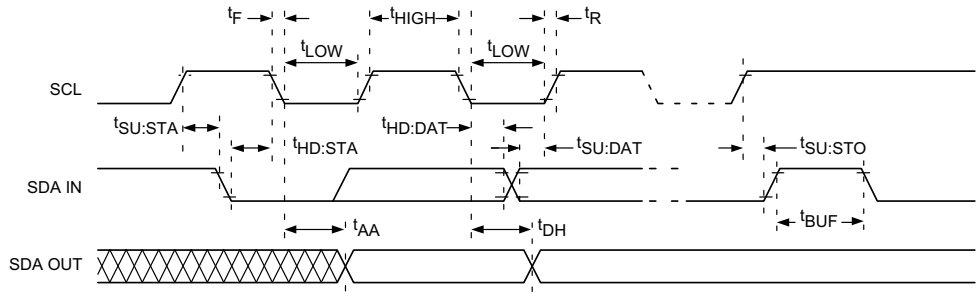 tF tHIGH tR
tLOW tLOW
SCL
tSU:STA tHD:STA tHD:DAT tSU:DAT tSU:STO
SDA IN
tAA tDH tBUF
SDA OUT